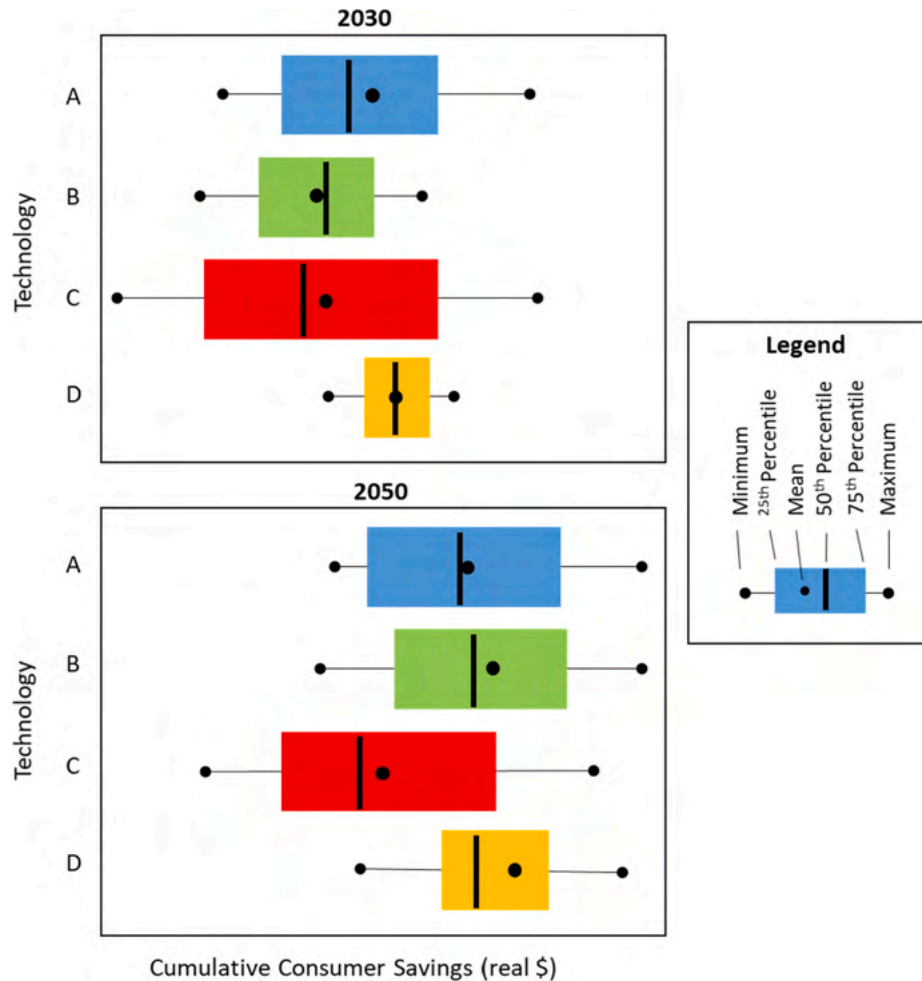 2030
Technology
A
B
C
D
2050
Technology
A
B
C
D
Cumulative Consumer Savings (real $)
Legend
Minimum
25th Percentile
Mean
50th Percentile
75th Percentile
Maximum